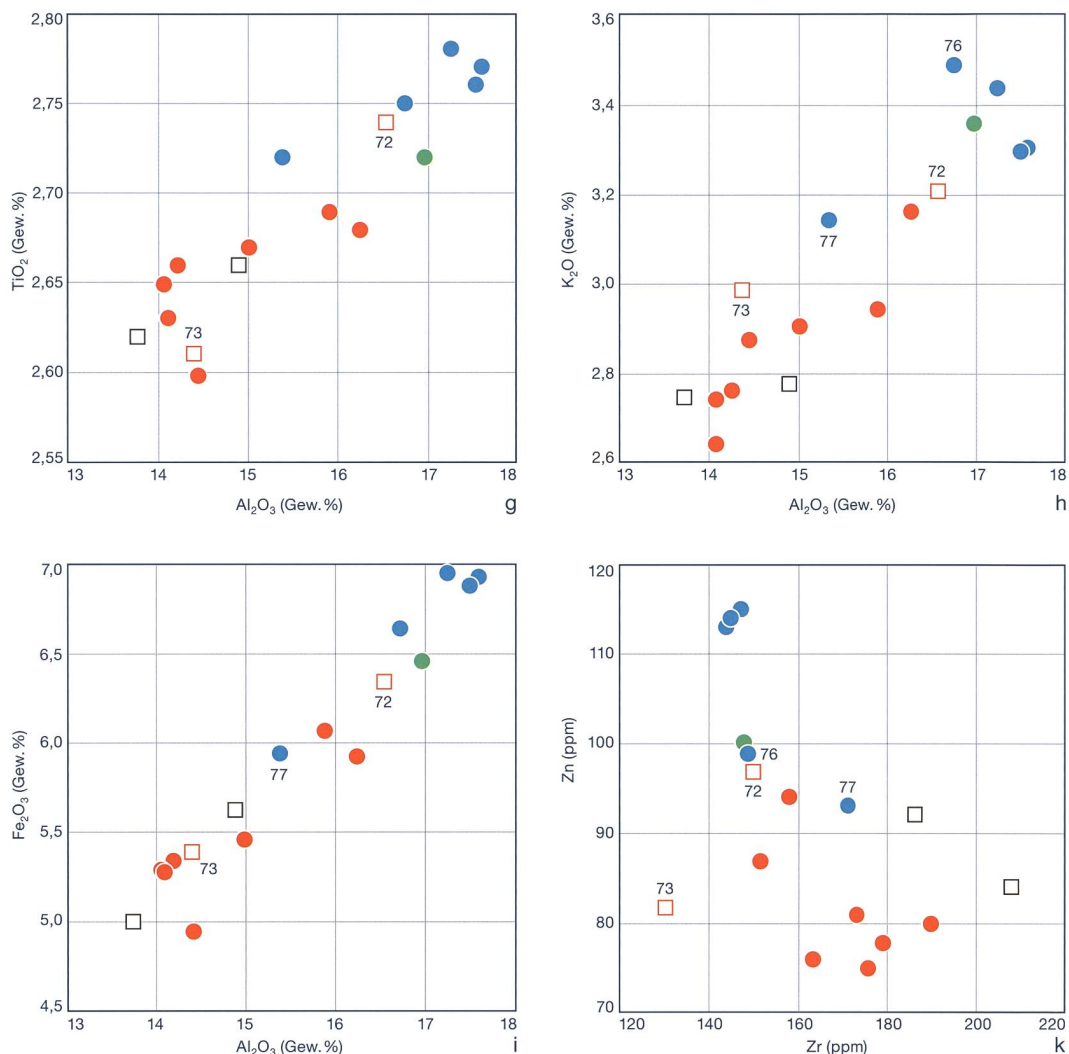 2,80
2,75
2,70
2,65
2,60
2,55
TiO₂ (Gew. %)
72
73
13 14 15 16 17 18
Al₂O₃ (Gew. %)
g
3,6
3,4
3,2
3,0
2,8
2,6
K₂O (Gew. %)
76
72
77
73
13 14 15 16 17 18
Al₂O₃ (Gew. %)
h
7,0
6,5
6,0
5,5
5,0
4,5
Fe₂O₃ (Gew. %)
72
77
73
13 14 15 16 17 18
Al₂O₃ (Gew. %)
i
120
110
100
90
80
70
Zn (ppm)
76
72
77
73
120 140 160 180 200 220
Zr (ppm)
k